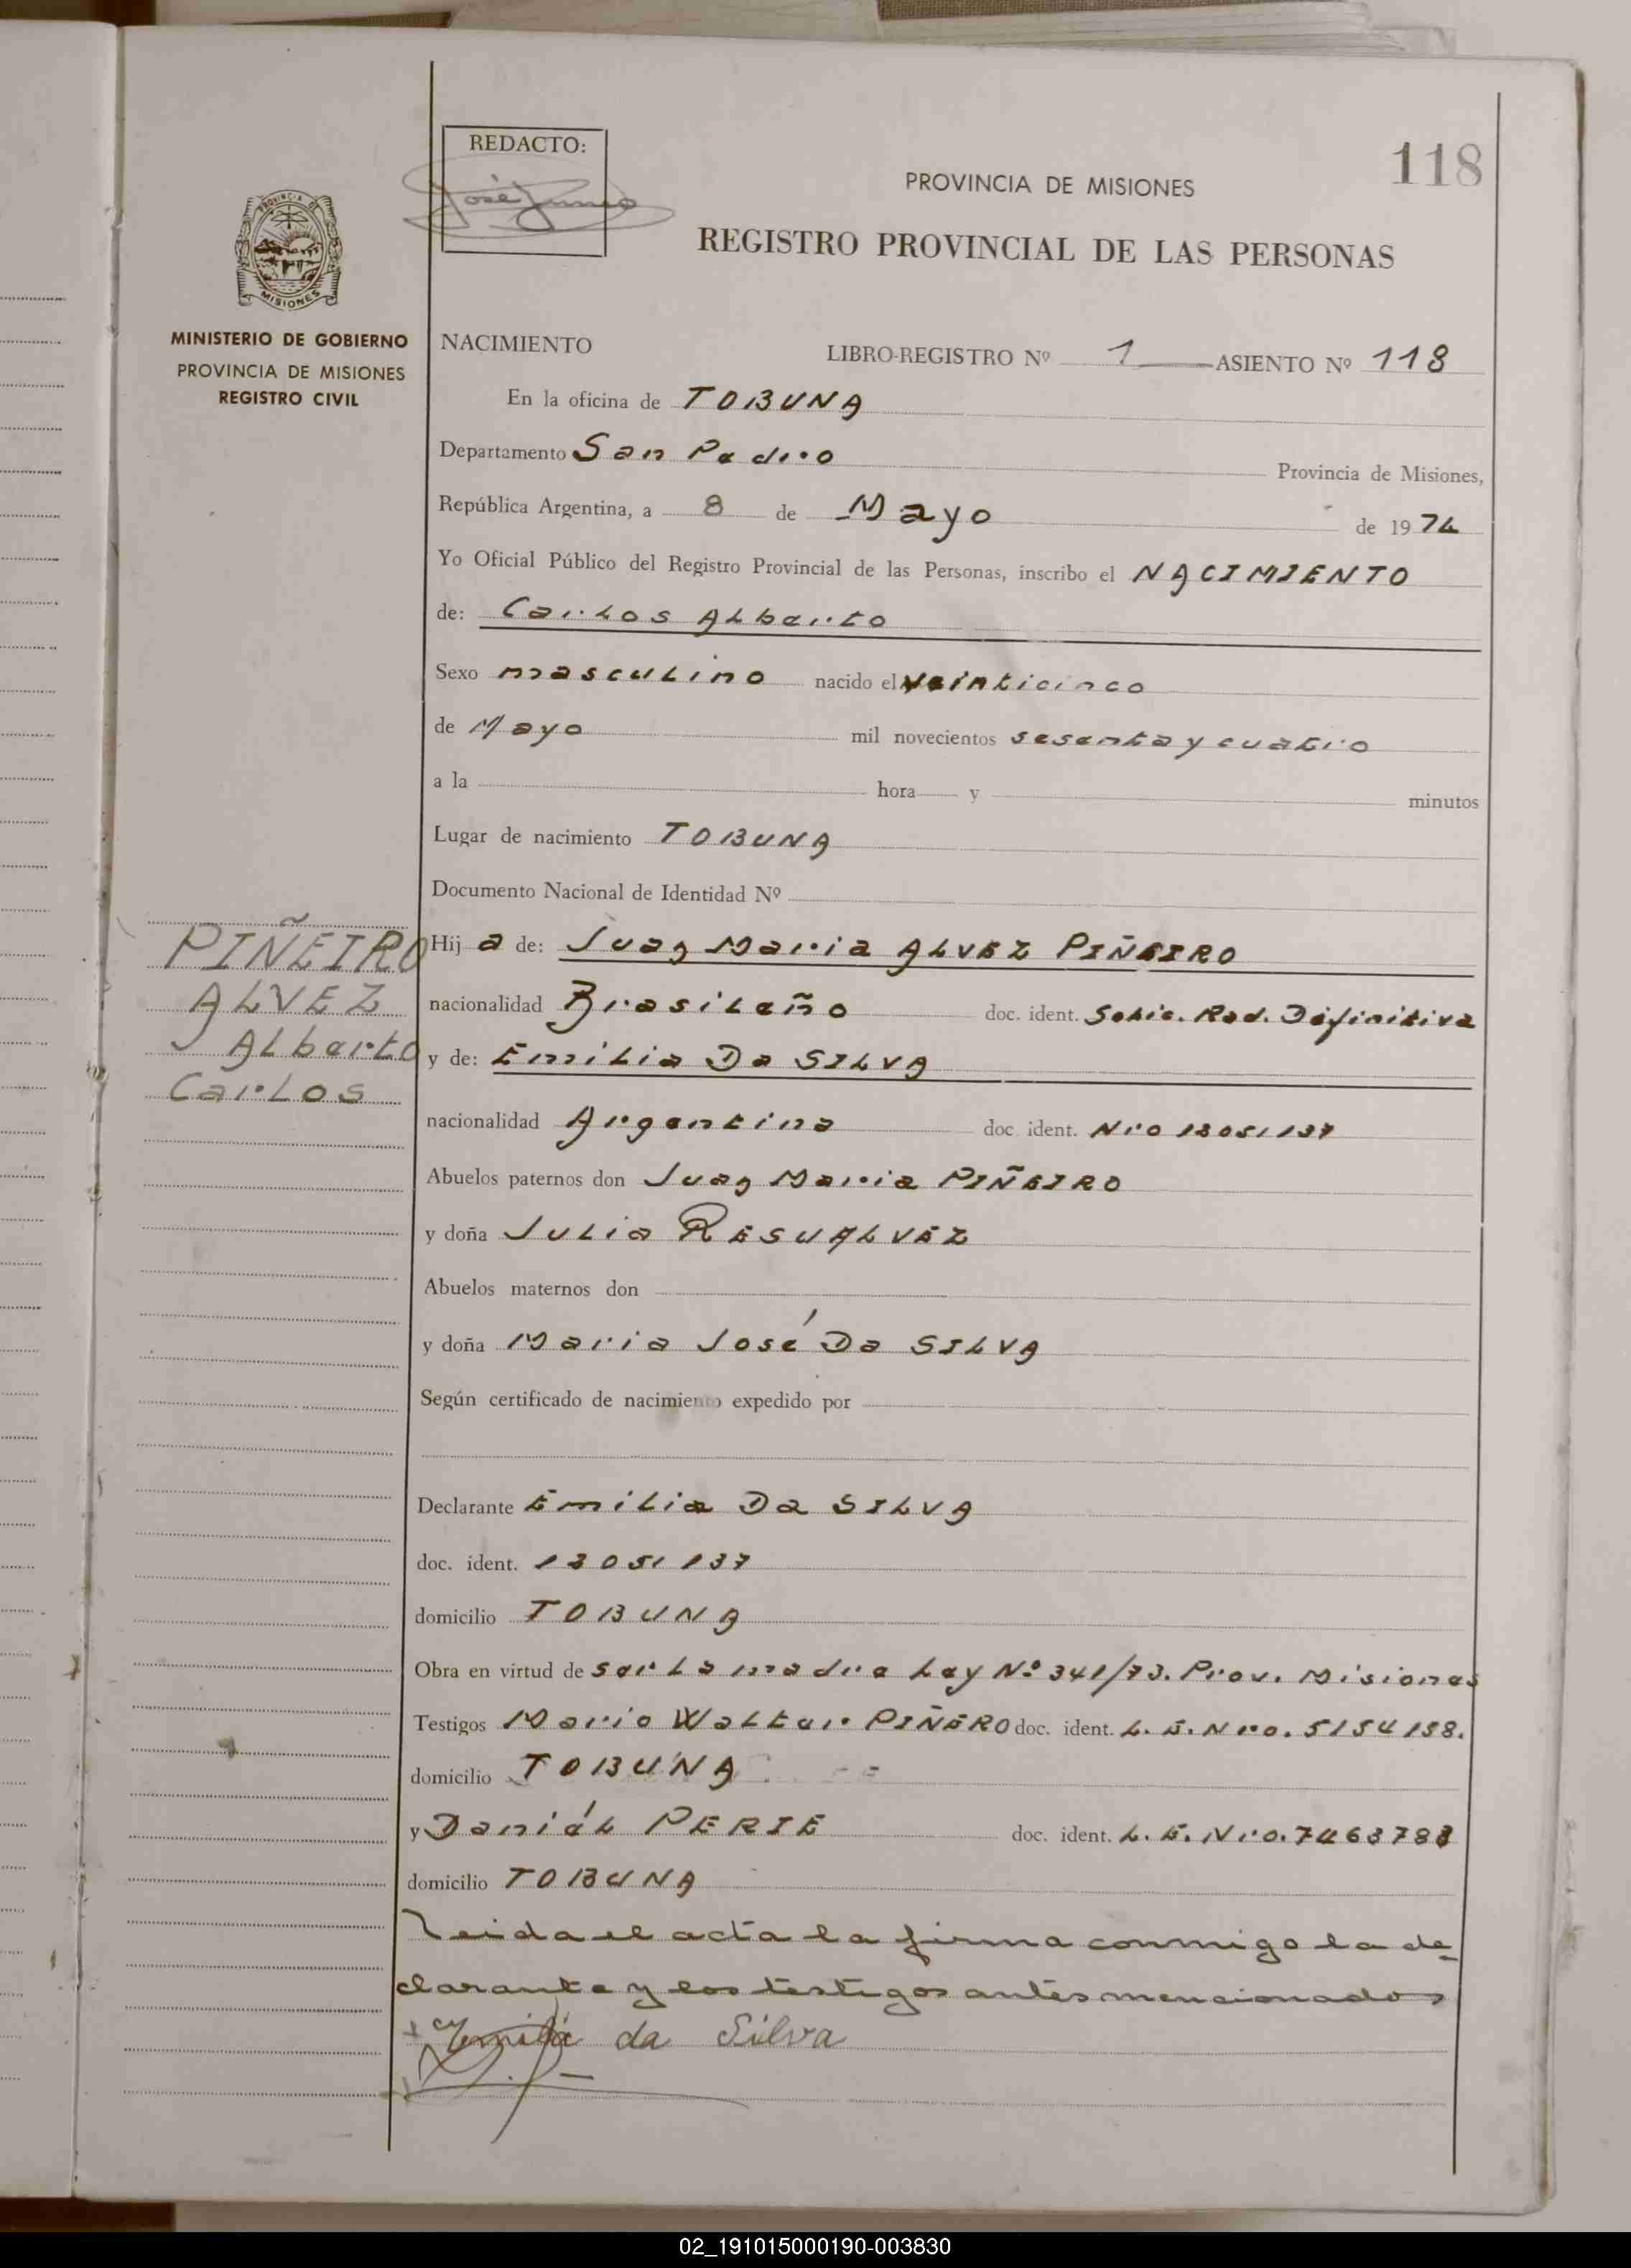 REDACTO:
118
PROVINCIA DE MISIONES
REGISTRO PROVINCIAL DE LAS PERSONAS
PROVINCIA DE
MISIONES
MINISTERIO DE GOBIERNO
PROVINCIA DE MISIONES
REGISTRO CIVIL
NACIMIENTO LIBRO-REGISTRO Nº 1 ASIENTO Nº 118
En la oficina de TOBUNA
Departamento San Pedro Provincia de Misiones,
República Argentina, a 8 de Mayo de 1974
Yo Oficial Público del Registro Provincial de las Personas, inscribo el NACIMIENTO
de: Carlos Alberto
Sexo masculino nacido el veinticinco
de Mayo mil novecientos sesenta y cuatro
a la hora y minutos
Lugar de nacimiento TOBUNA
Documento Nacional de Identidad Nº
PIÑEIRO
ALVEZ
Alberto
Carlos
Hij a de: Juan Maria ALVEZ PIÑEIRO
nacionalidad Brasileño doc. ident. Solic. Rad. Difinitiva
y de: Emilia Da SILVA
nacionalidad Argentina doc. ident. Nro 13051137
Abuelos paternos don Juan Maria PIÑEIRO
y doña Julia RESUALVEZ
Abuelos maternos don
y doña Maria José Da SILVA
Según certificado de nacimiento expedido por
Declarante Emilia Da SILVA
doc. ident. 13051137
domicilio TOBUNA
Obra en virtud de ser la madre Ley Nº 341/73. Prov. Misiones
Testigos Mario Walter PIÑERO doc. ident. L. E. Nro. 5154138.
domicilio TOBUNA
y Daniél PERIE doc. ident. L. E. Nro. 7463783
domicilio TOBUNA
Leida el acta la firma conmigo la de
clarante y los testigos antes mencionados
Emilia da Silva
02_191015000190-003830